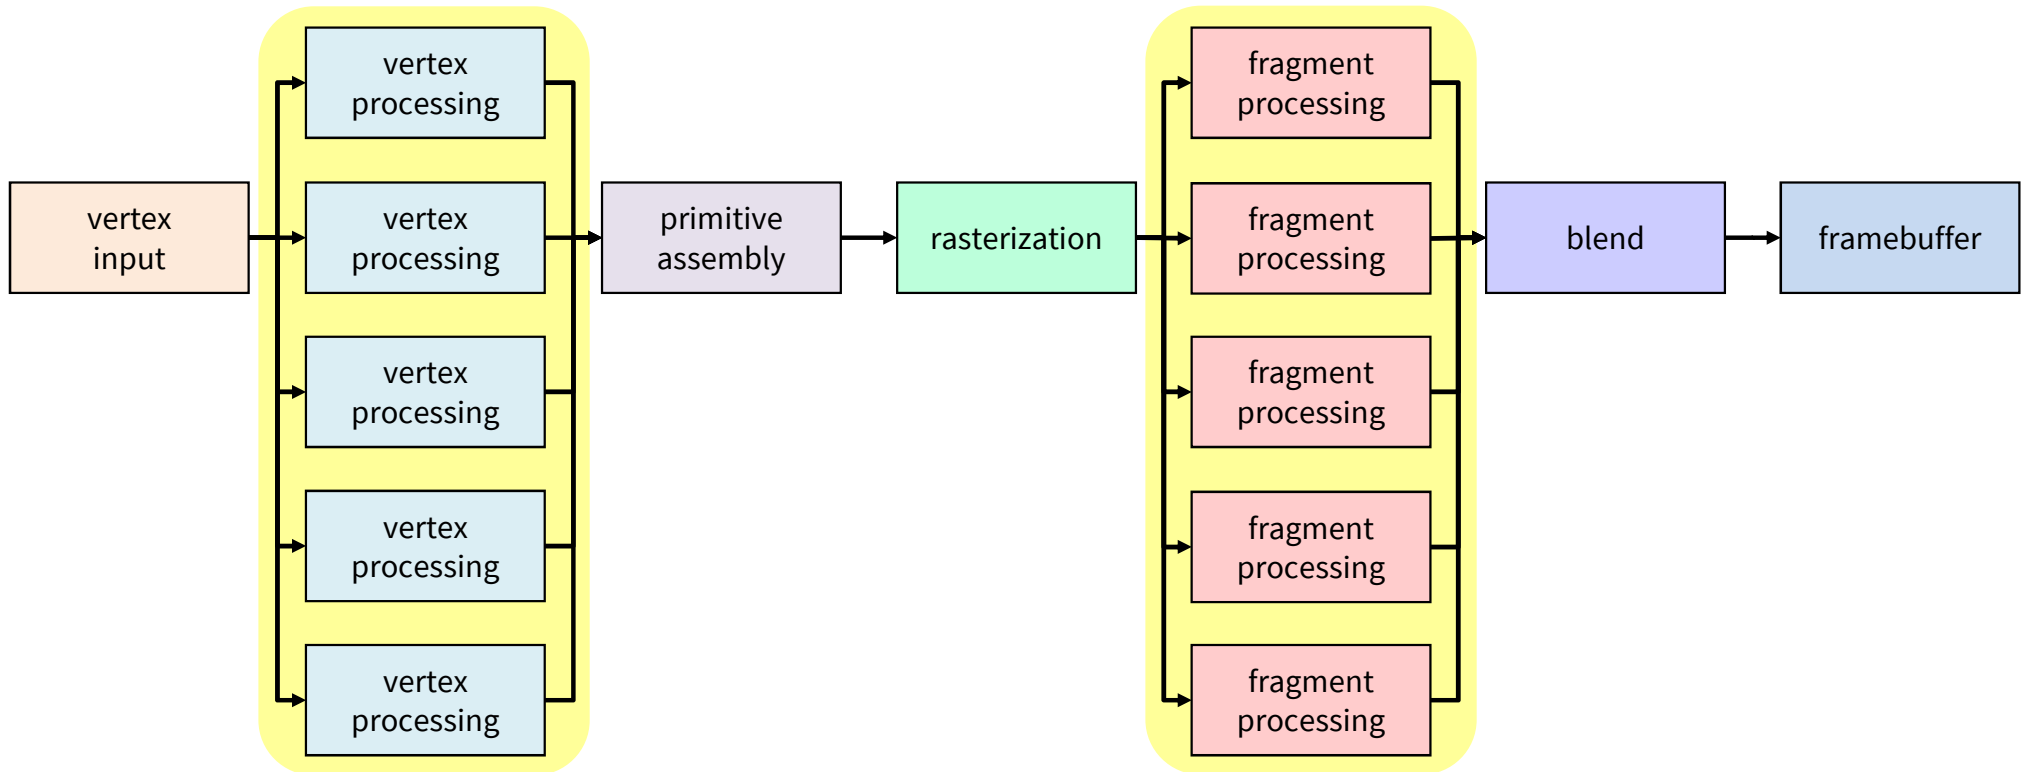 vertex
input
vertex
processing
vertex
processing
vertex
processing
vertex
processing
vertex
processing
primitive
assembly
rasterization
fragment
processing
fragment
processing
fragment
processing
fragment
processing
fragment
processing
blend
framebuffer